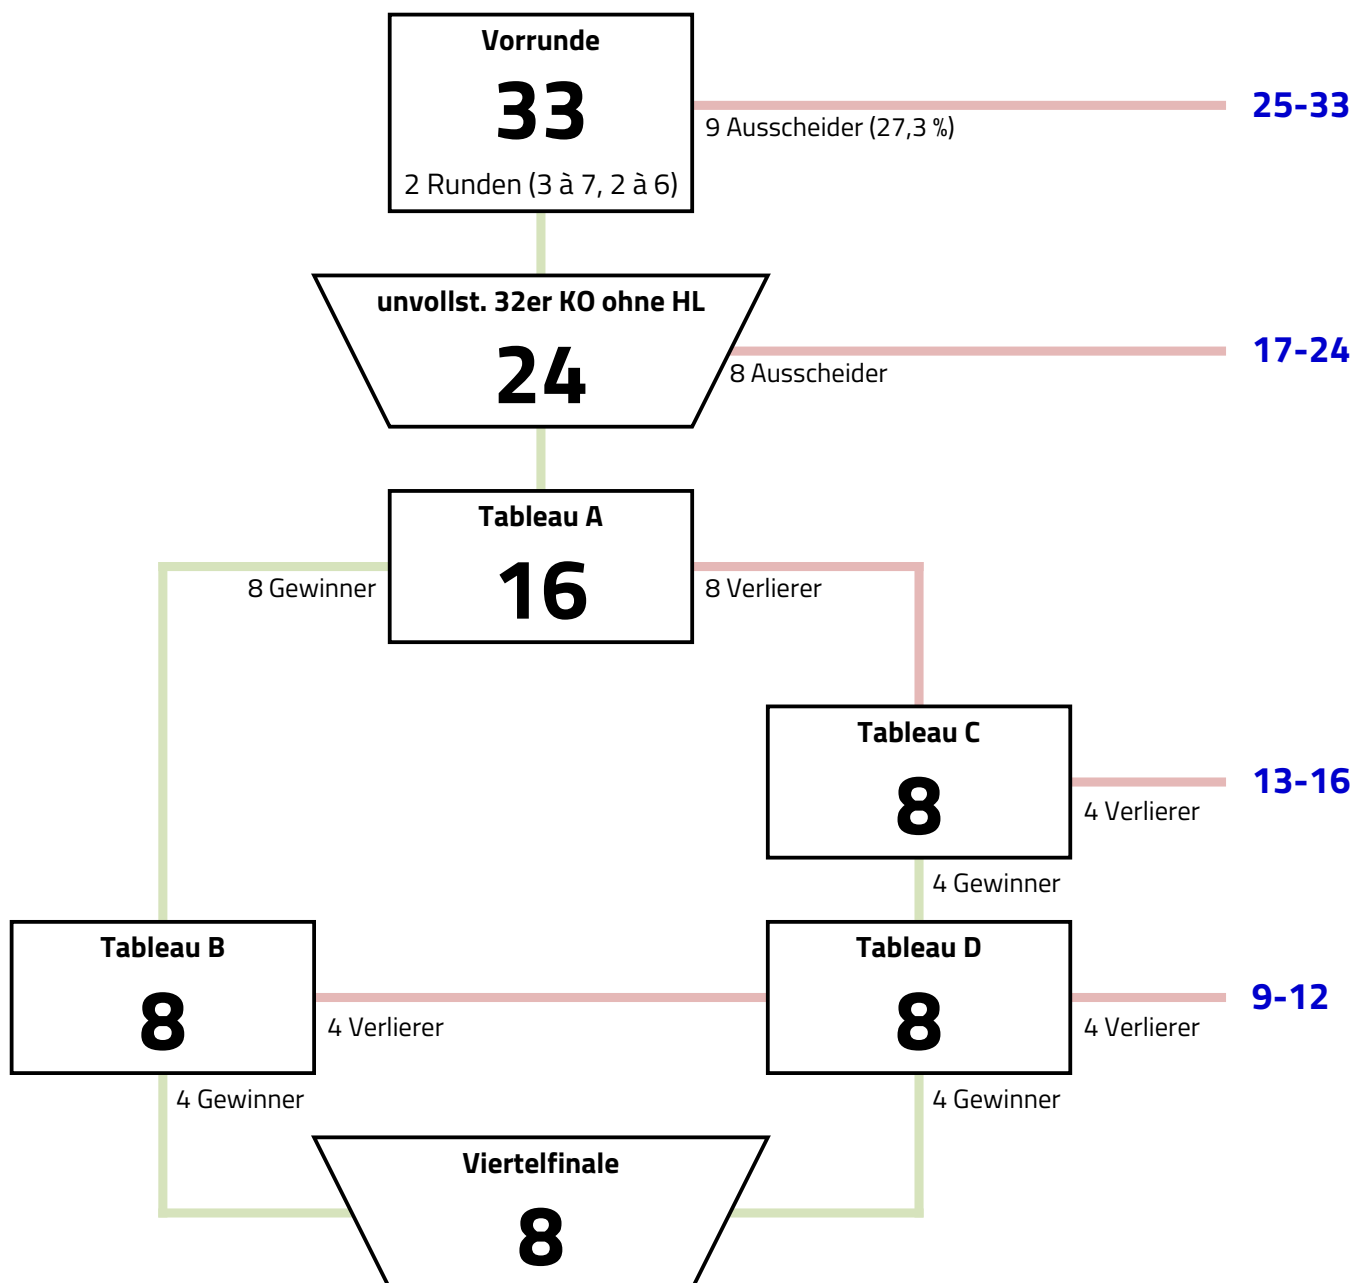 Vorrunde
33
2 Runden (3 à 7, 2 à 6)
9 Ausscheider (27,3 %)
25-33
unvollst. 32er KO ohne HL
24
8 Ausscheider
17-24
Tableau A
16
8 Gewinner
8 Verlierer
Tableau C
8
4 Verlierer
13-16
4 Gewinner
Tableau B
8
4 Verlierer
4 Gewinner
Tableau D
8
4 Verlierer
9-12
4 Gewinner
Viertelfinale
8